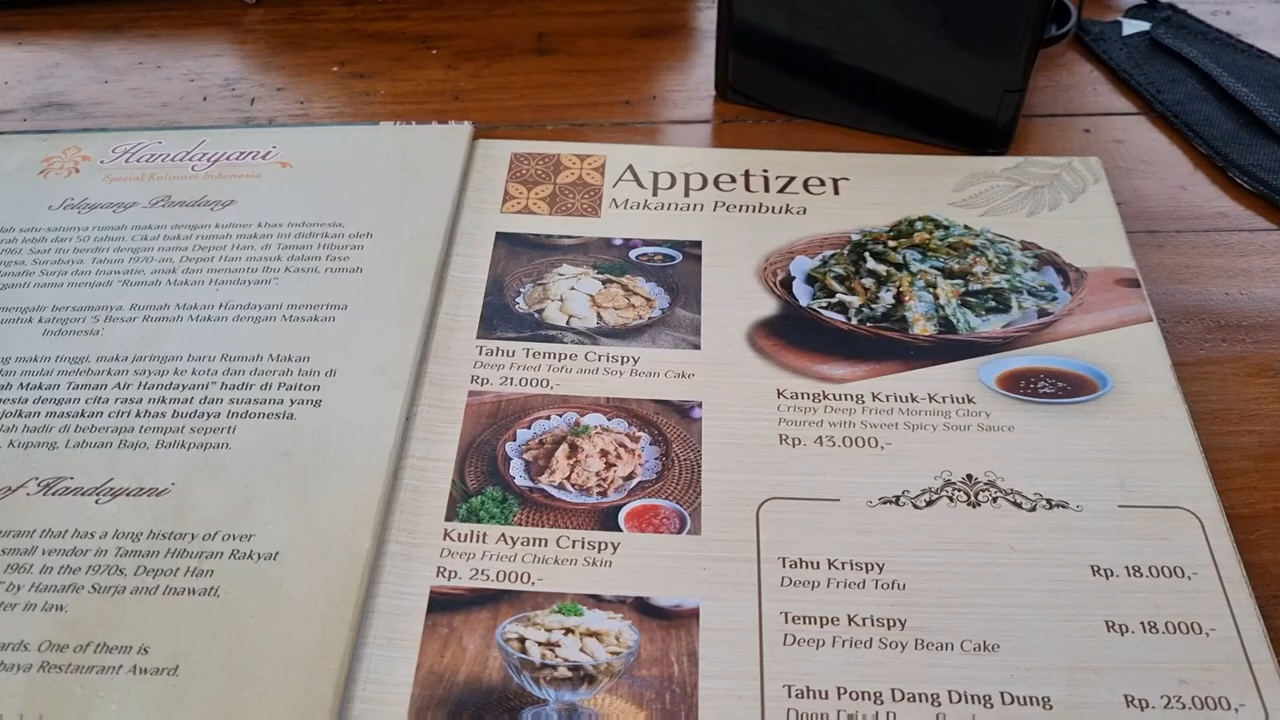 Handayani
Spesial Kulinari Indonesia
Selayang Pandang
lah satu-satunya rumah makan dengan kuliner khas Indonesia,
rah lebih dari 50 tahun. Cikal bakal rumah makan ini didirikan oleh
1961. Saat itu berdiri dengan nama Depot Han, di Taman Hiburan
ngsa, Surabaya. Tahun 1970-an, Depot Han masuk dalam fase
Hanafie Surja dan Inawatie, anak dan menantu Ibu Kasni, rumah
ganti nama menjadi "Rumah Makan Handayani".
mengalir bersamanya. Rumah Makan Handayani menerima
untuk kategori '5 Besar Rumah Makan dengan Masakan
Indonesia'.
ng makin tinggi, maka jaringan baru Rumah Makan
dan mulai melebarkan sayap ke kota dan daerah lain di
ah Makan Taman Air Handayani" hadir di Paiton
nesia dengan cita rasa nikmat dan suasana yang
njolkan masakan ciri khas budaya Indonesia.
lah hadir di beberapa tempat seperti
, Kupang, Labuan Bajo, Balikpapan.
of Handayani
urant that has a long history of over
small vendor in Taman Hiburan Rakyat
1961. In the 1970s, Depot Han
" by Hanafie Surja and Inawati,
ter in law.
ards. One of them is
baya Restaurant Award.
Appetizer
Makanan Pembuka
Tahu Tempe Crispy
Deep Fried Tofu and Soy Bean Cake
Rp. 21.000,-
Kulit Ayam Crispy
Deep Fried Chicken Skin
Rp. 25.000,-
Kangkung Kriuk-Kriuk
Crispy Deep Fried Morning Glory
Poured with Sweet Spicy Sour Sauce
Rp. 43.000,-
Tahu Krispy Rp. 18.000,-
Deep Fried Tofu
Tempe Krispy Rp. 18.000,-
Deep Fried Soy Bean Cake
Tahu Pong Dang Ding Dung Rp. 23.000,-
Deep Fried